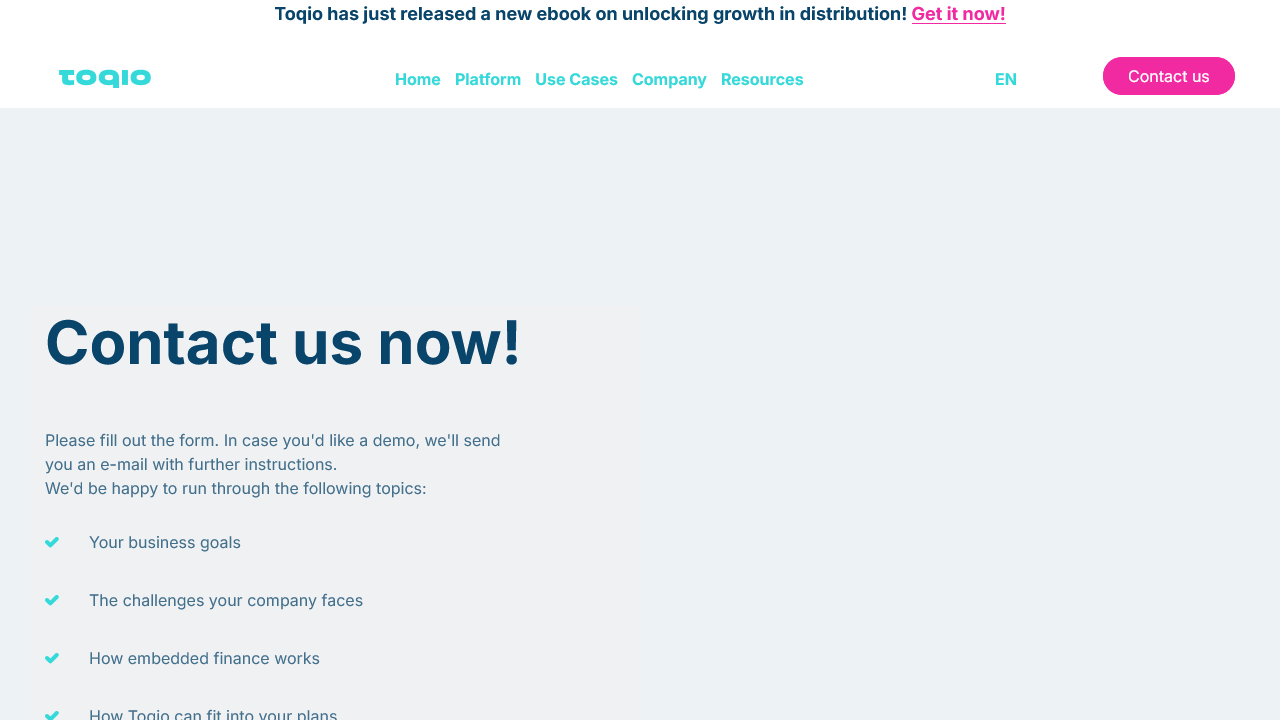 Toqio has just released a new ebook on unlocking growth in distribution! Get it now!
TOQIO
Home Platform Use Cases Company Resources EN Contact us
Contact us now!
Please fill out the form. In case you'd like a demo, we'll send
you an e-mail with further instructions.
We'd be happy to run through the following topics:
Your business goals
The challenges your company faces
How embedded finance works
How Toqio can fit into your plans